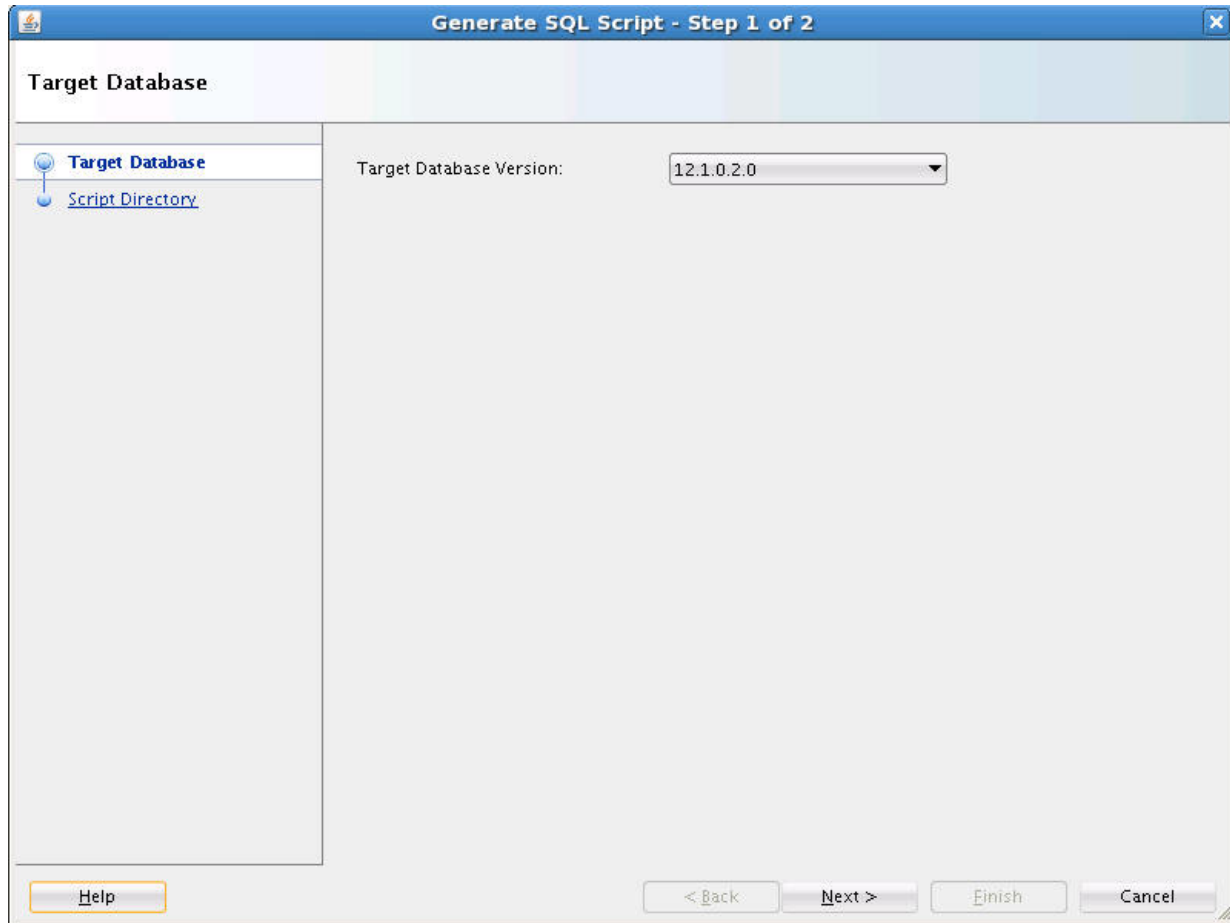 Generate SQL Script - Step 1 of 2
Target Database
Target Database
Script Directory
Target Database Version:
12.1.0.2.0
Help
< Back
Next >
Finish
Cancel